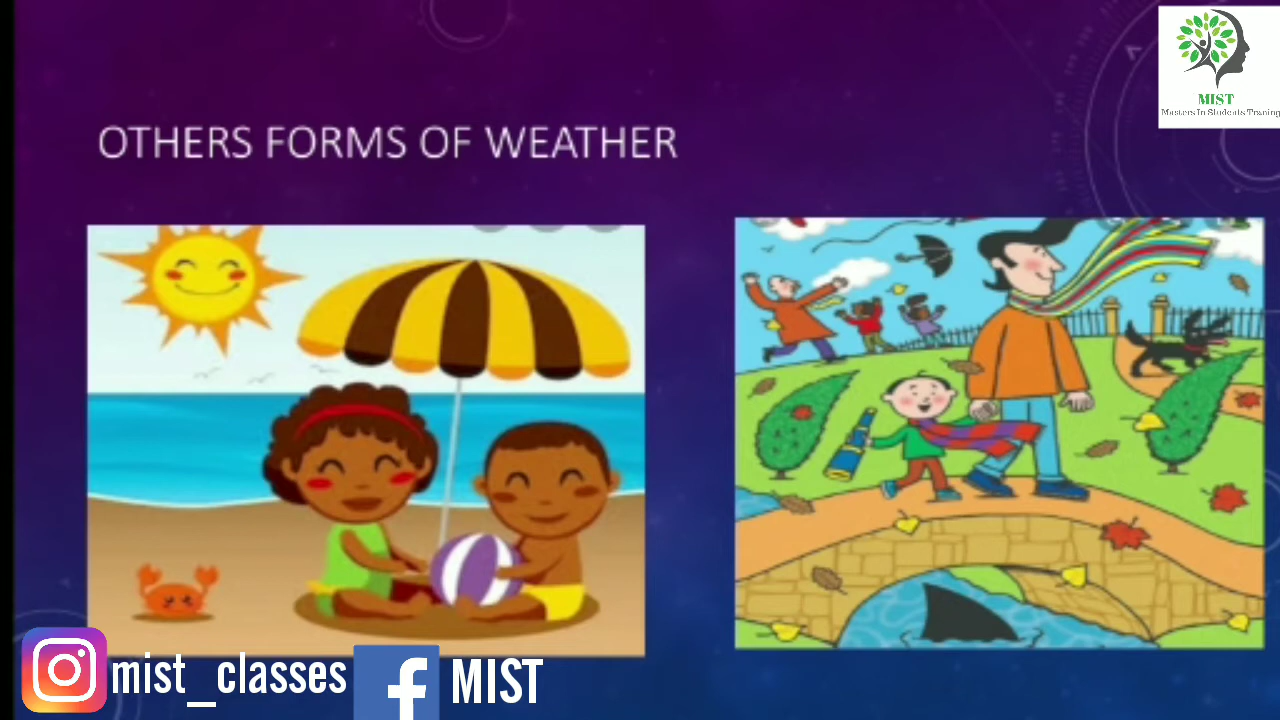 MIST
Masters In Students Training
OTHERS FORMS OF WEATHER
mist_classes
MIST